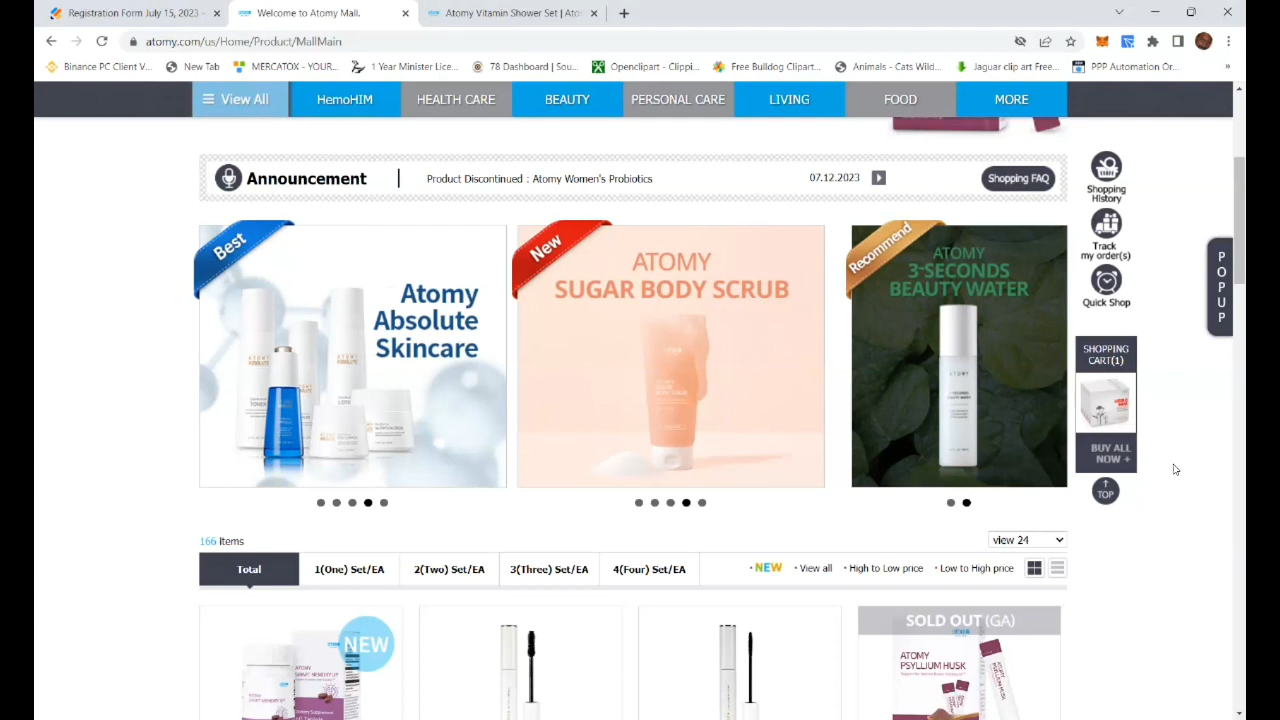 Registration Form July 15, 2023 -
Welcome to Atomy Mall.
Atomy Vitamin Shower Set | Ato
atomy.com/us/Home/Product/MallMain
Binance PC Client V...
New Tab
MERCATOX - YOUR...
1 Year Minister Lice...
78 Dashboard | Sou...
Openclipart - Clippi...
Free Bulldog Clipart...
Animals - Cats Wild...
Jaguar clip art Free...
PPP Automation Or...
»
View All
HemoHIM
HEALTH CARE
BEAUTY
PERSONAL CARE
LIVING
FOOD
MORE
Announcement
Product Discontinued : Atomy Women's Probiotics
07.12.2023
Shopping FAQ
Shopping
History
Track
my order(s)
Quick Shop
POPUP
Best
Atomy
Absolute
Skincare
New
ATOMY
SUGAR BODY SCRUB
Recommend
ATOMY
3-SECONDS
BEAUTY WATER
SHOPPING
CART(1)
BUY ALL
NOW +
TOP
166 Items
view 24
Total
1(One) Set/EA
2(Two) Set/EA
3(Three) Set/EA
4(Four) Set/EA
NEW
View all
High to Low price
Low to High price
NEW
SOLD OUT (GA)
ATOMY
PSYLLIUM HUSK